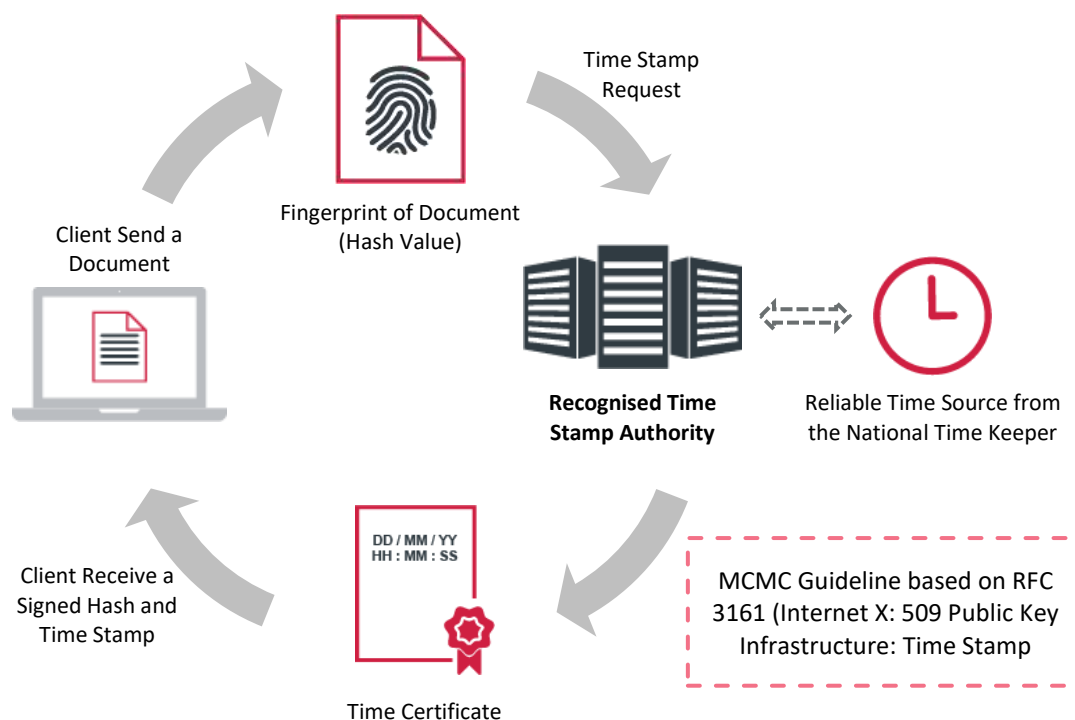 Time Stamp
Request
Fingerprint of Document
(Hash Value)
Client Send a
Document
Recognised Time
Stamp Authority
Reliable Time Source from
the National Time Keeper
DD / MM / YY
HH : MM : SS
Client Receive a
Signed Hash and
Time Stamp
MCMC Guideline based on RFC
3161 (Internet X: 509 Public Key
Infrastructure: Time Stamp
Time Certificate